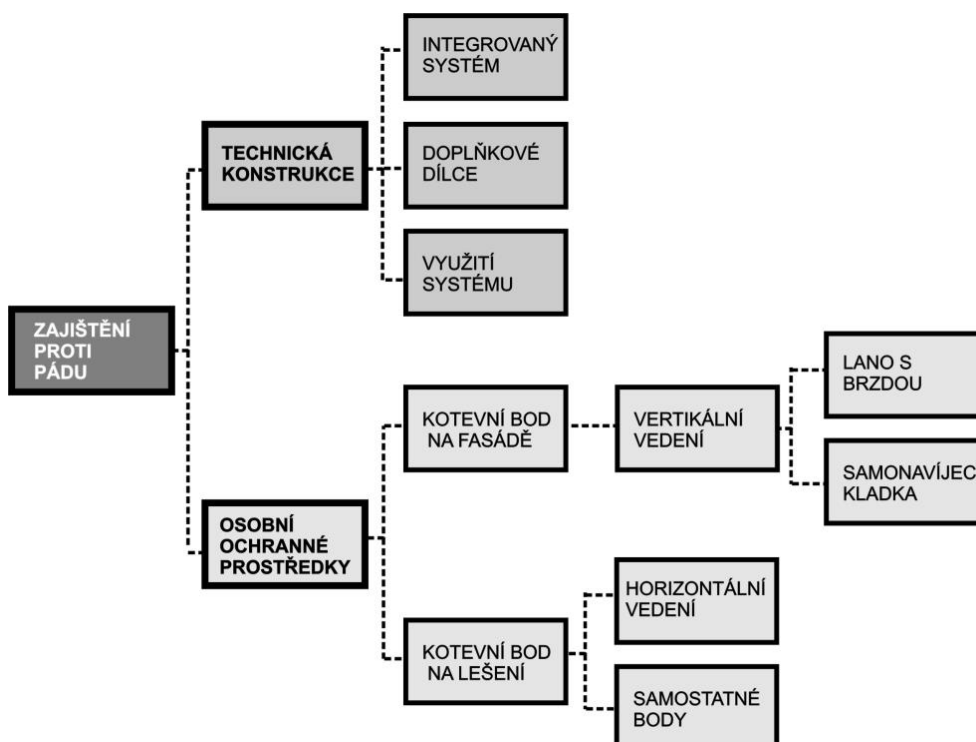 INTEGROVANÝ
SYSTÉM
TECHNICKÁ
KONSTRUKCE
DOPLŇKOVÉ
DÍLCE
VYUŽITÍ
SYSTÉMU
ZAJIŠTĚNÍ
PROTI
PÁDU
LANO S
BRZDOU
KOTEVNÍ BOD
NA FASÁDĚ
VERTIKÁLNÍ
VEDENÍ
SAMONAVÍJEC
KLADKA
OSOBNÍ
OCHRANNÉ
PROSTŘEDKY
HORIZONTÁLNÍ
VEDENÍ
KOTEVNÍ BOD
NA LEŠENÍ
SAMOSTATNÉ
BODY